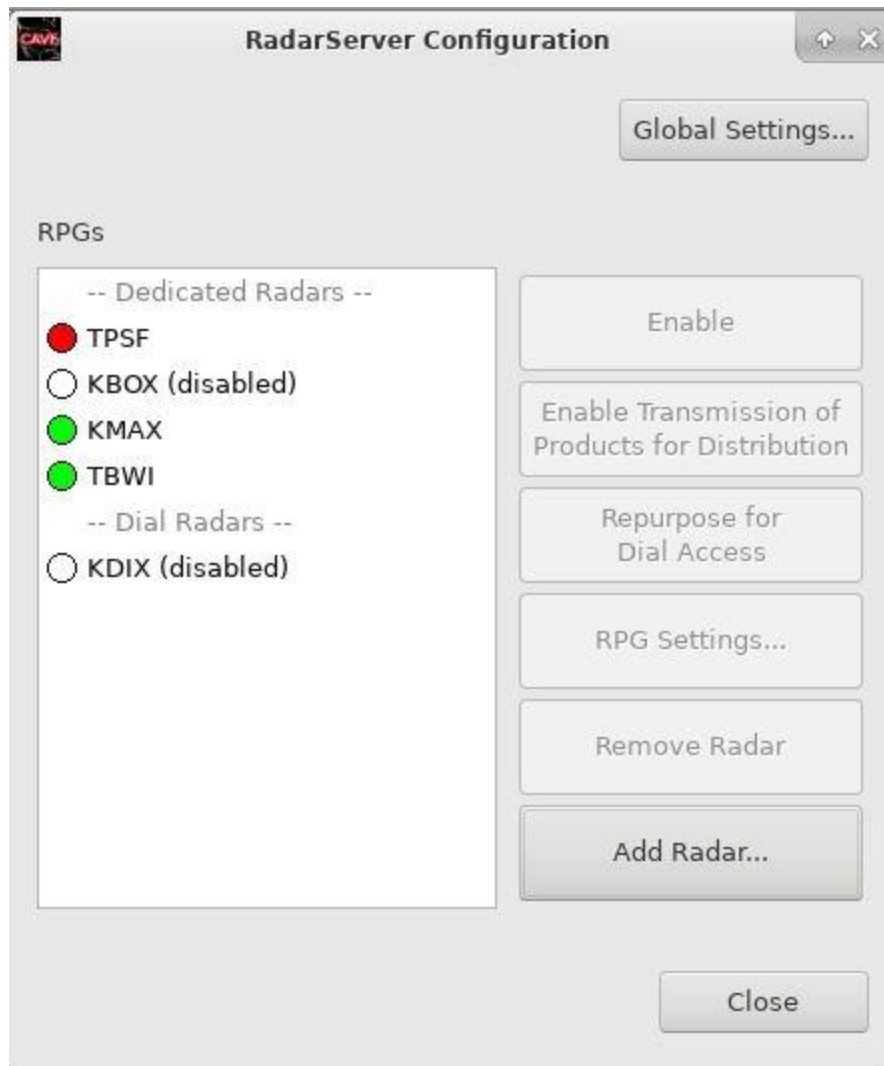 CAVE
RadarServer Configuration
Global Settings...
RPGs
-- Dedicated Radars --
TPSF
KBOX (disabled)
KMAX
TBWI
-- Dial Radars --
KDIX (disabled)
Enable
Enable Transmission of
Products for Distribution
Repurpose for
Dial Access
RPG Settings...
Remove Radar
Add Radar...
Close